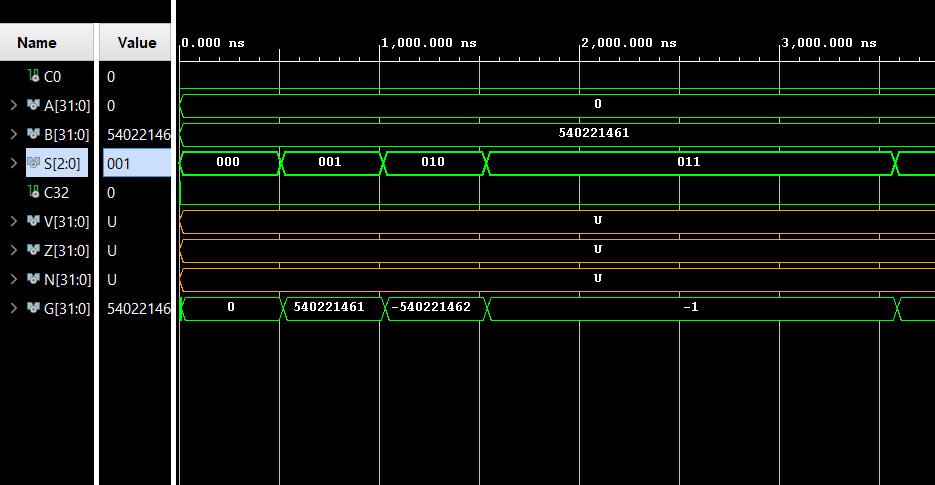 Name Value 0.000 ns 1,000.000 ns 2,000.000 ns 3,000.000 ns
C0 0
A[31:0] 0 0
B[31:0] 54022146 540221461
S[2:0] 001 000 001 010 011
C32 0
V[31:0] U U
Z[31:0] U U
N[31:0] U U
G[31:0] 54022146 0 540221461 -540221462 -1